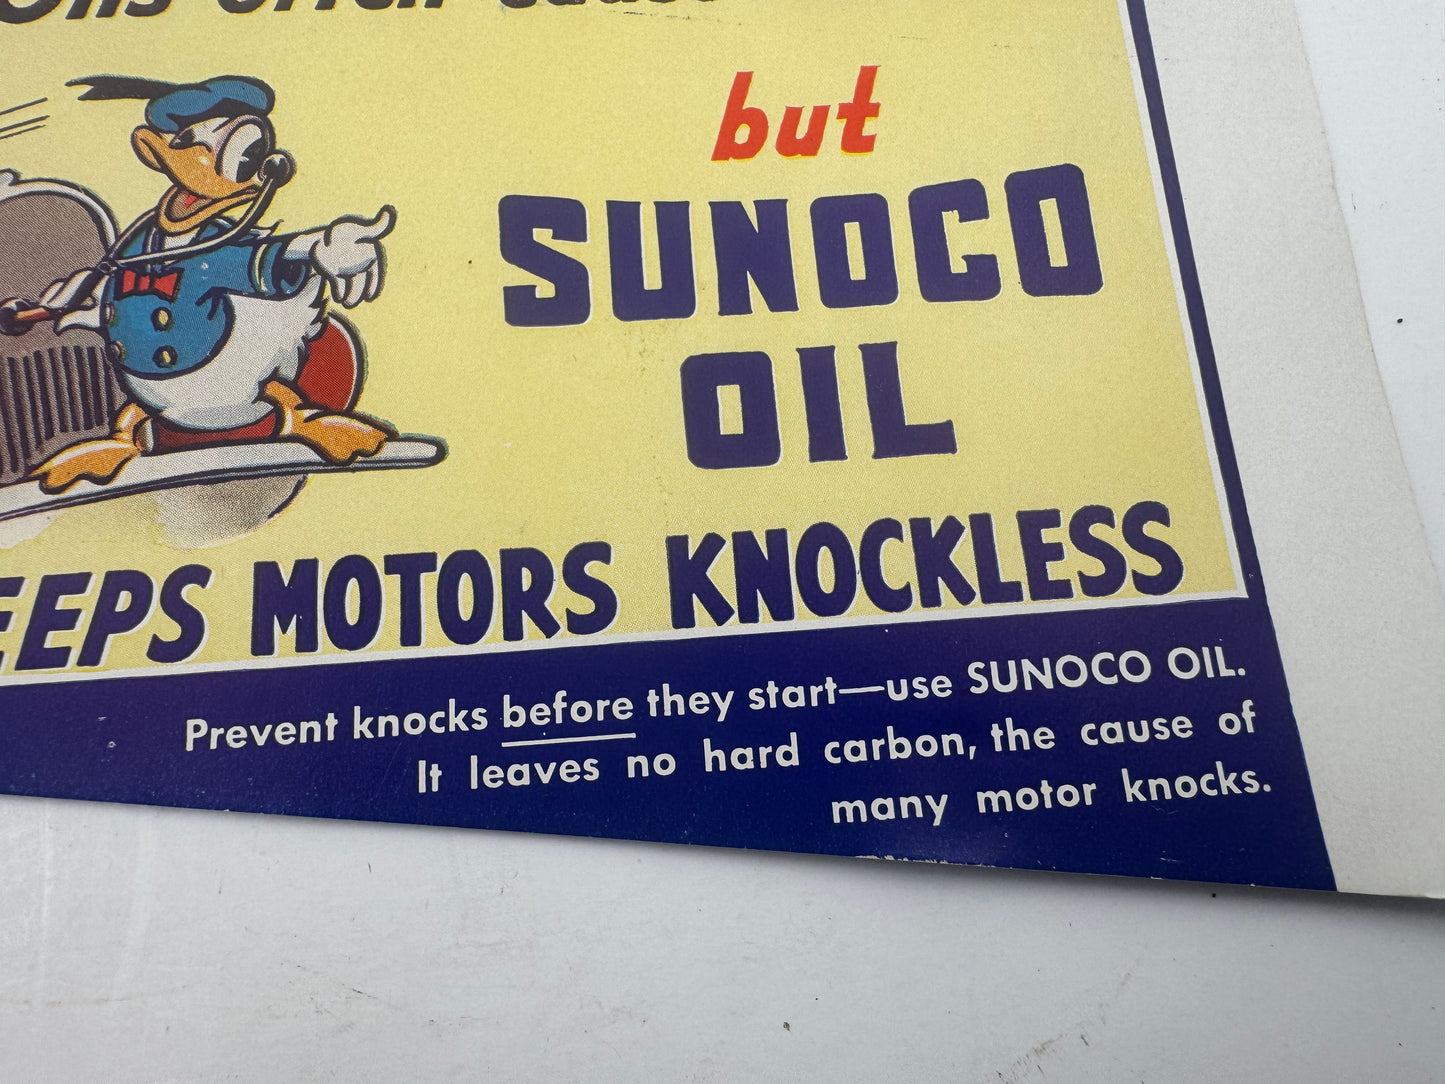 but
SUNOCO
OIL
MOTORS KNOCKLESS
Prevent knocks before they start—use SUNOCO OIL.
It leaves no hard carbon, the cause of
many motor knocks.